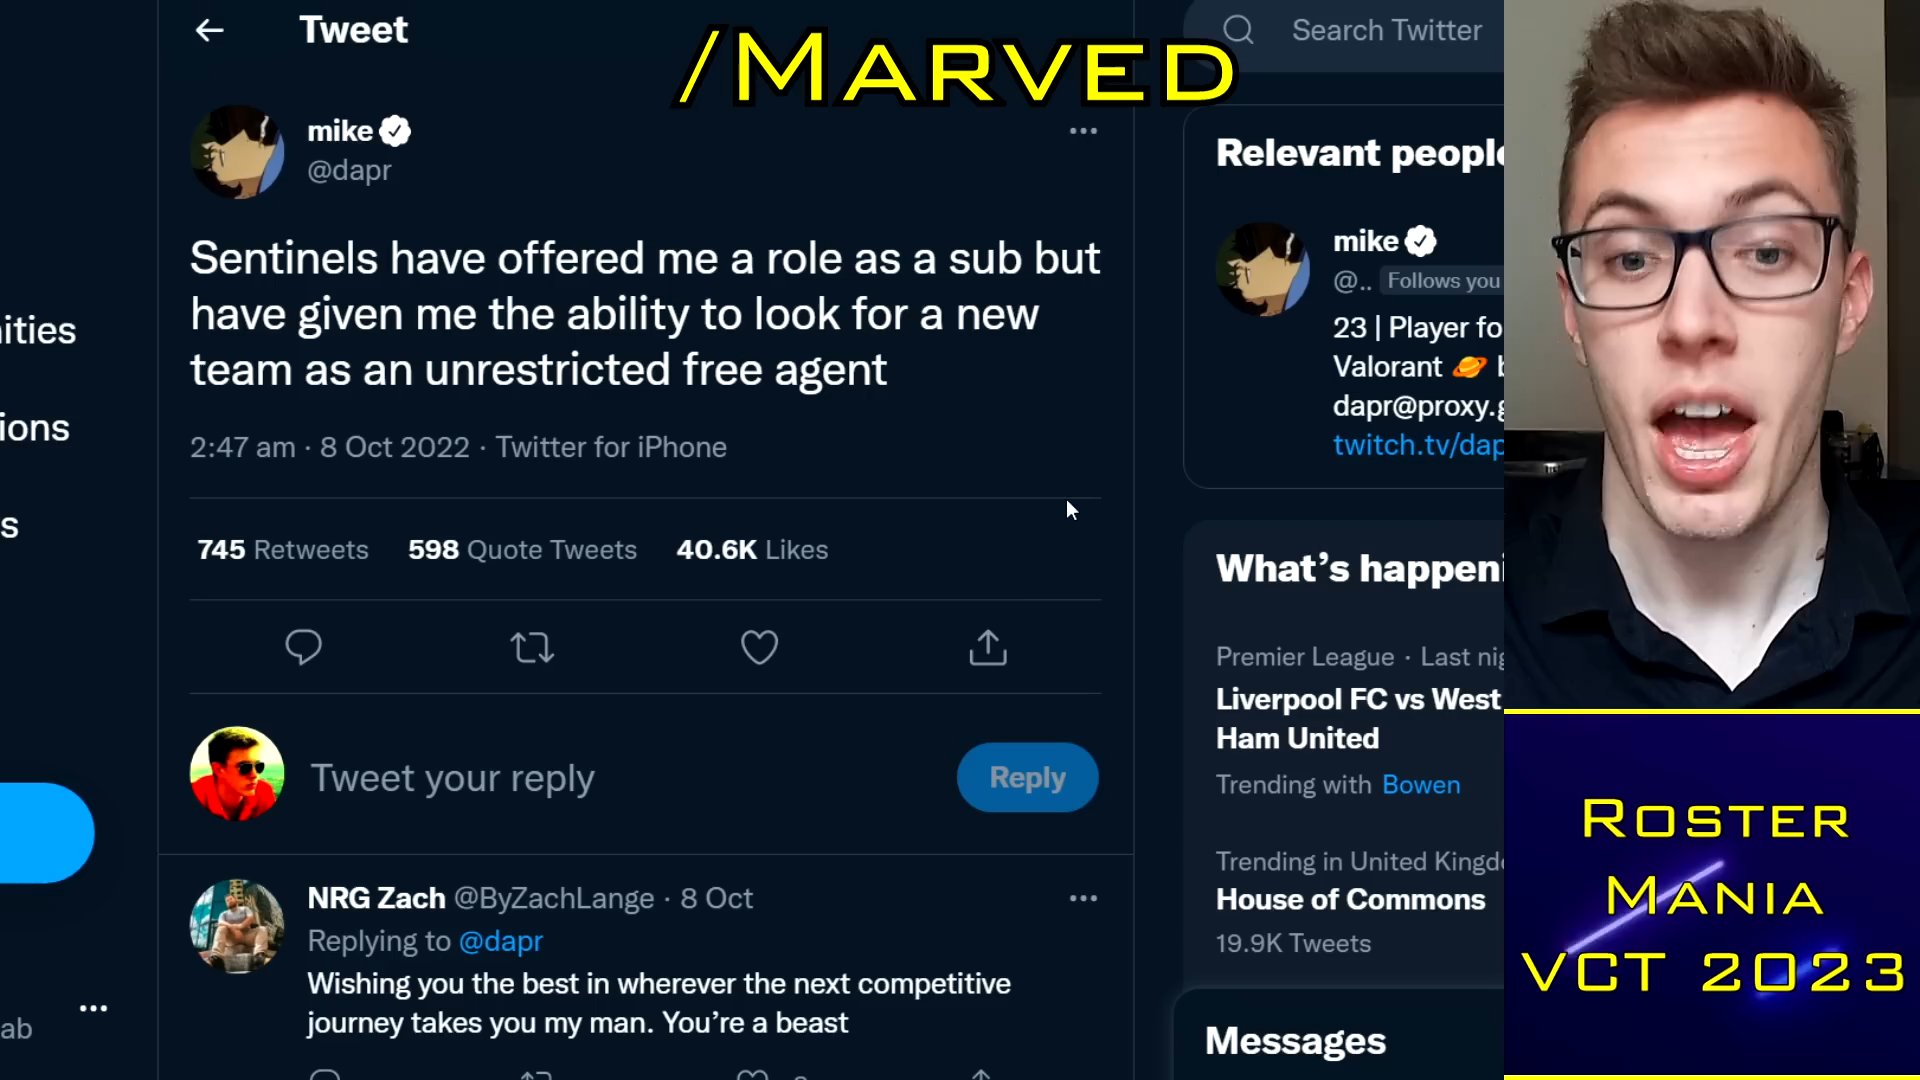 Tweet
/MARVED
Search Twitter
mike
@dapr
Sentinels have offered me a role as a sub but
have given me the ability to look for a new
team as an unrestricted free agent
2:47 am · 8 Oct 2022 · Twitter for iPhone
745 Retweets 598 Quote Tweets 40.6K Likes
Tweet your reply
Reply
NRG Zach @ByZachLange · 8 Oct
Replying to @dapr
Wishing you the best in wherever the next competitive
journey takes you my man. You’re a beast
Relevant people
mike
@.. Follows you
23 | Player fo
Valorant 🪐 b
dapr@proxy.g
twitch.tv/dap
What’s happeni
Premier League · Last nig
Liverpool FC vs West
Ham United
Trending with Bowen
Trending in United Kingdo
House of Commons
19.9K Tweets
Messages
ities
ions
s
ab
ROSTER
MANIA
VCT 2023